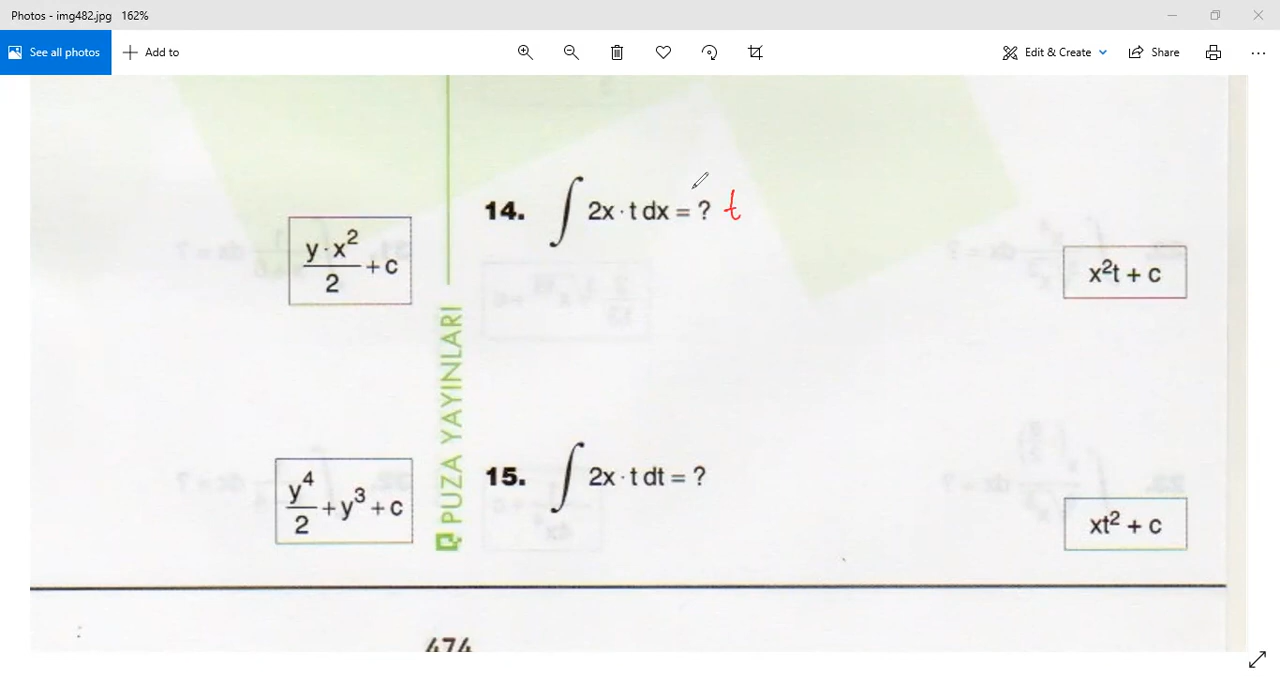 Photos - img482.jpg 162%
See all photos
Add to
Edit & Create
Share
y · x² / 2 + c
14. ∫ 2x · t dx = ? t
x²t + c
PUZA YAYINLARI
y⁴ / 2 + y³ + c
15. ∫ 2x · t dt = ?
xt² + c
474